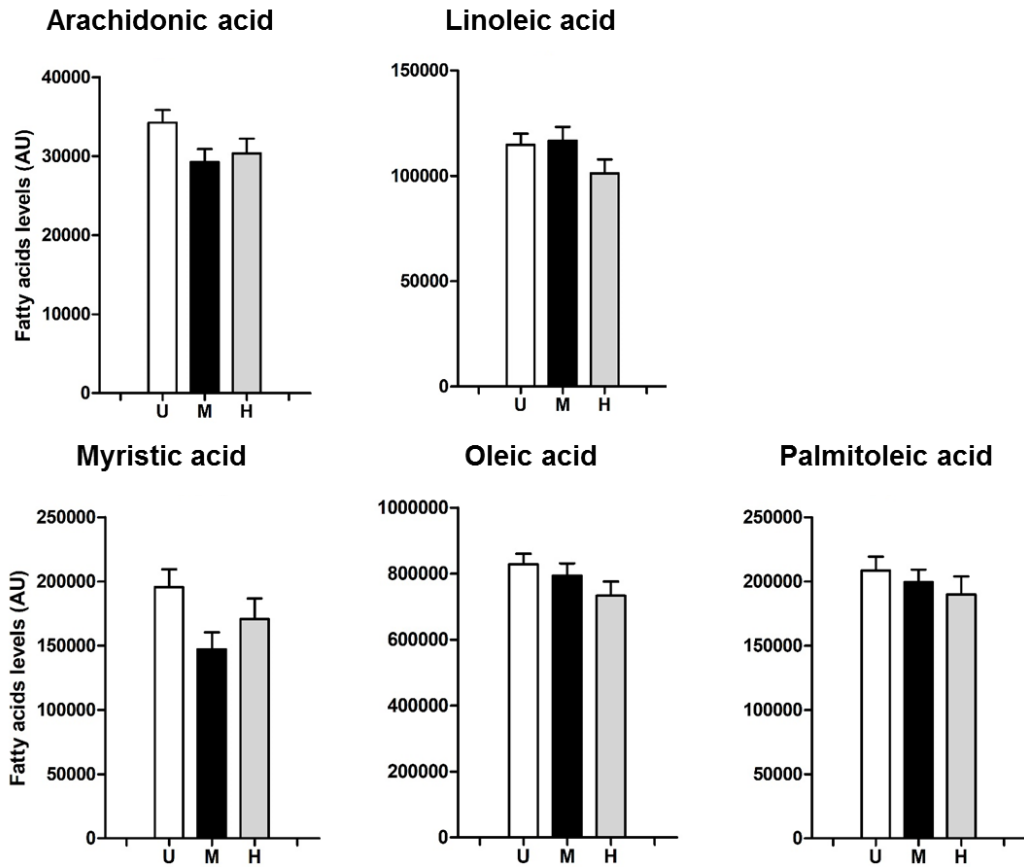 Arachidonic acid
Fatty acids levels (AU)
40000
30000
20000
10000
0
U M H
Linoleic acid
150000
100000
50000
0
U M H
Myristic acid
Fatty acids levels (AU)
250000
200000
150000
100000
50000
0
U M H
Oleic acid
1000000
800000
600000
400000
200000
0
U M H
Palmitoleic acid
250000
200000
150000
100000
50000
0
U M H